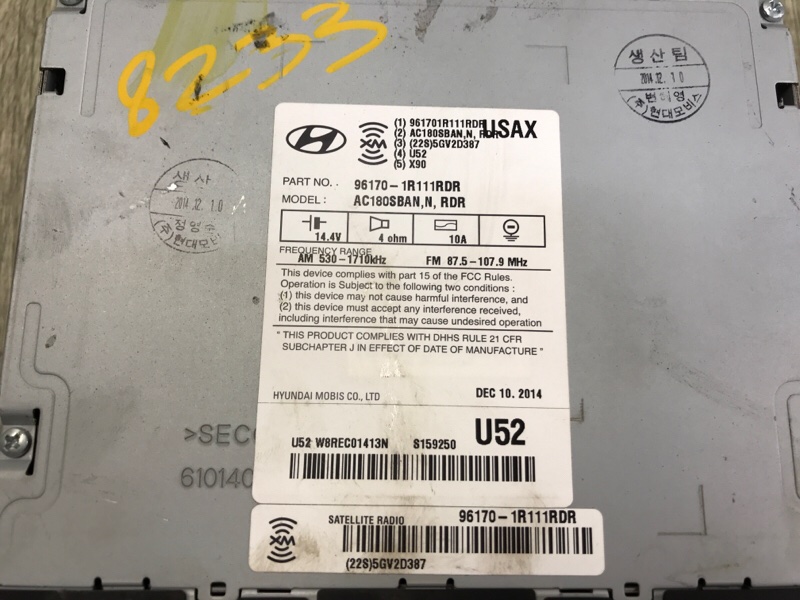 8233
생산팀
2014.12.10
현대모비스
생산
2014.12.10
정영수
현대모비스
XM
(1) 961701R111RDR
(2) AC180SBAN,N, RDR
(3) (22S)5GV2D387
(4) U52
(5) X90
USAX
PART NO. : 96170-1R111RDR
MODEL : AC180SBAN,N, RDR
14.4V 4 ohm 10A
FREQUENCY RANGE
AM 530-1710kHz FM 87.5-107.9 MHz
This device complies with part 15 of the FCC Rules.
Operation is Subject to the following two conditions :
(1) this device may not cause harmful interference, and
(2) this device must accept any interference received,
including interference that may cause undesired operation
" THIS PRODUCT COMPLIES WITH DHHS RULE 21 CFR
SUBCHAPTER J IN EFFECT OF DATE OF MANUFACTURE "
HYUNDAI MOBIS CO., LTD DEC 10. 2014
>SEC
610140
U52 W8REC01413N S159250 U52
XM
SATELLITE RADIO 96170-1R111RDR
(22S)5GV2D387